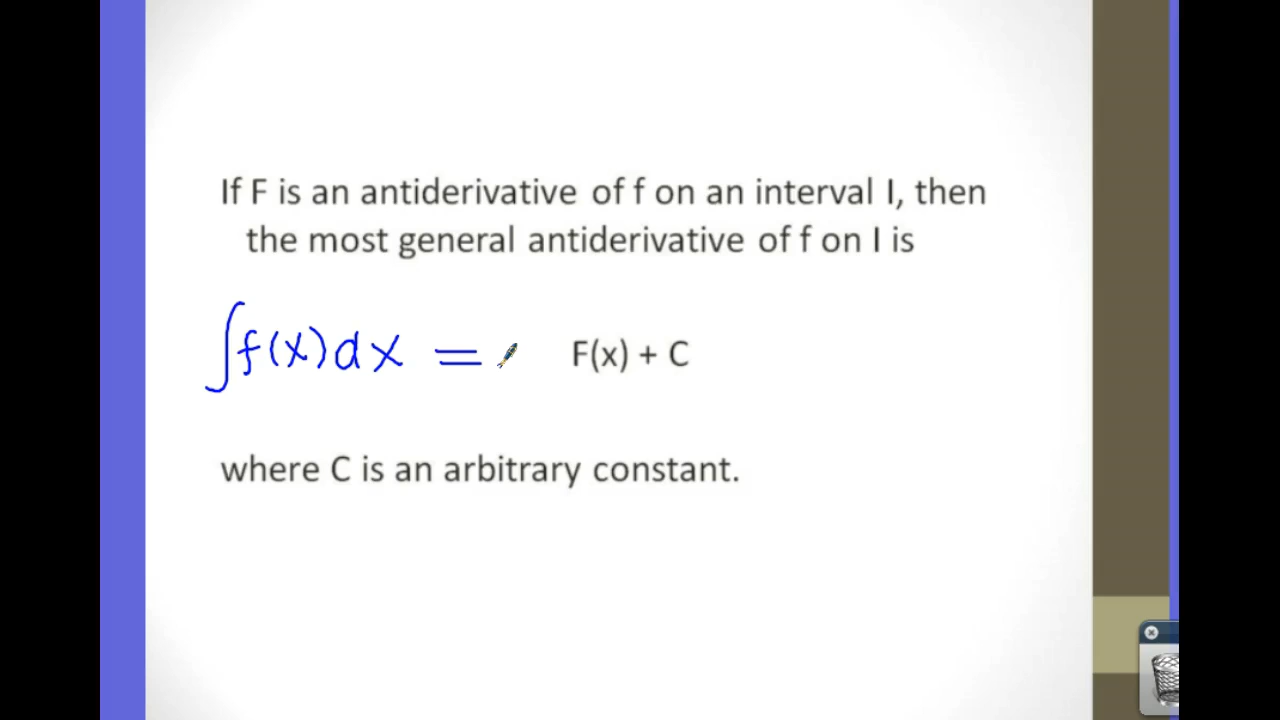 If F is an antiderivative of f on an interval I, then
the most general antiderivative of f on I is
∫f(x)dx = F(x) + C
where C is an arbitrary constant.